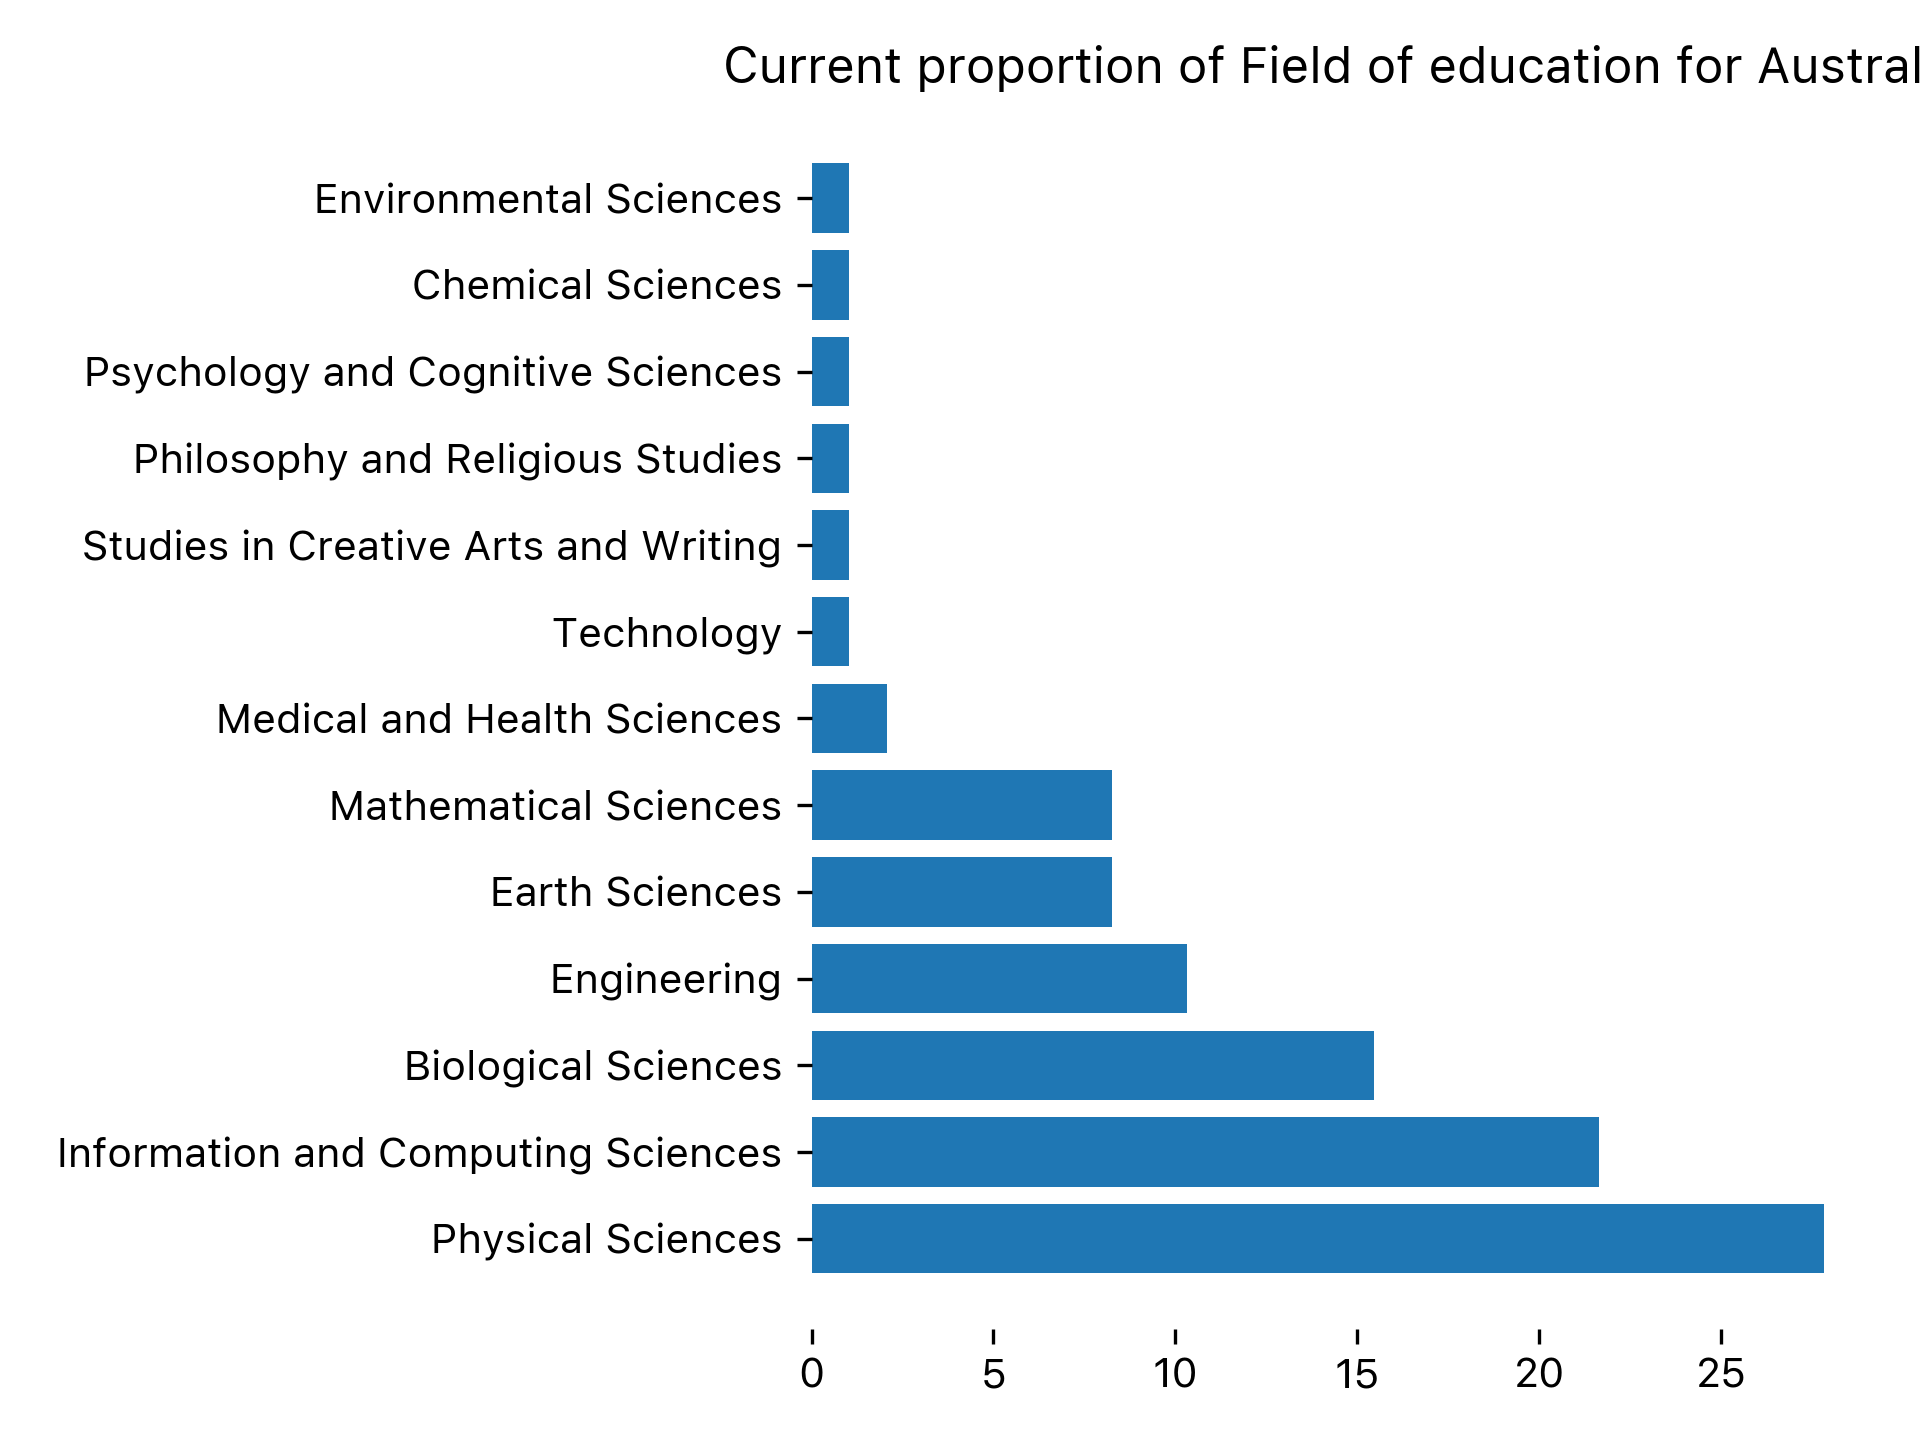 Current proportion of Field of education for Austral
Environmental Sciences
Chemical Sciences
Psychology and Cognitive Sciences
Philosophy and Religious Studies
Studies in Creative Arts and Writing
Technology
Medical and Health Sciences
Mathematical Sciences
Earth Sciences
Engineering
Biological Sciences
Information and Computing Sciences
Physical Sciences
0 5 10 15 20 25